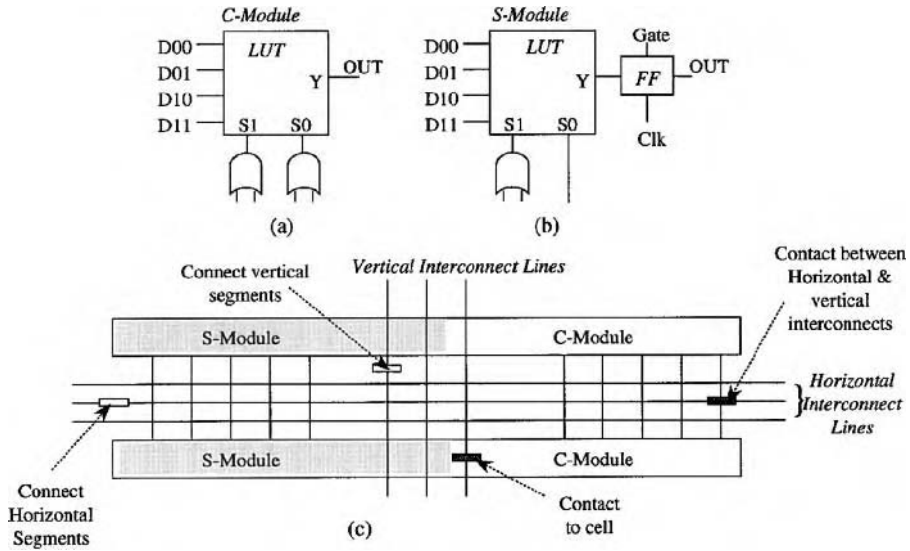 C-Module
D00
D01
D10
D11
LUT
Y
OUT
S1 S0
(a)
S-Module
D00
D01
D10
D11
LUT
Y
S1 S0
Gate
FF
OUT
Clk
(b)
Connect vertical
segments
Vertical Interconnect Lines
Contact between
Horizontal &
vertical
interconnects
S-Module
C-Module
Horizontal
Interconnect
Lines
S-Module
C-Module
Connect
Horizontal
Segments
(c)
Contact
to cell